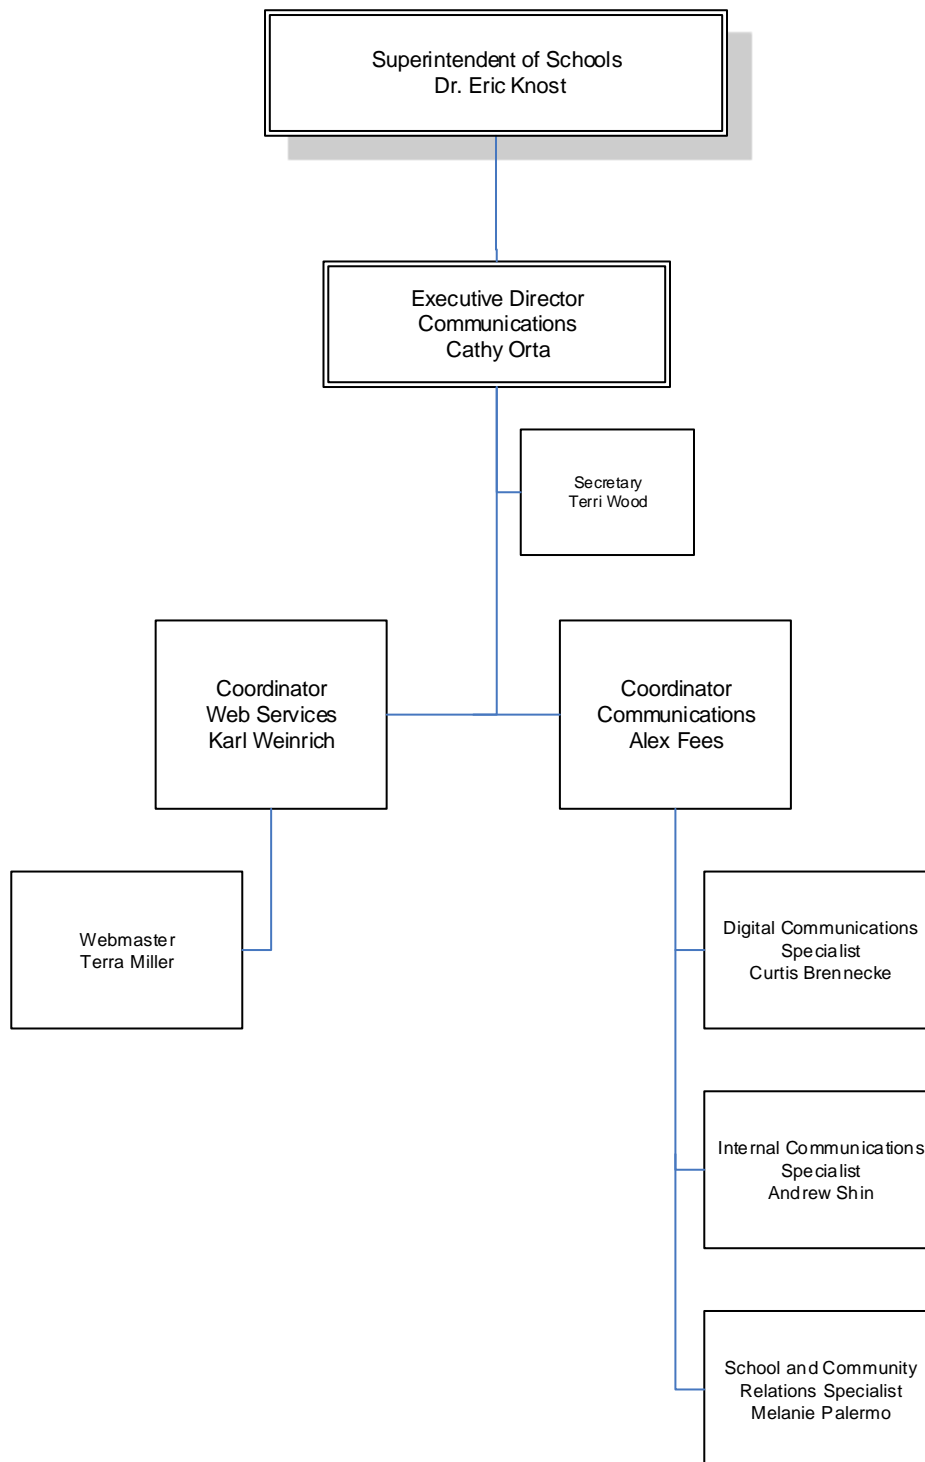 Superintendent of Schools
Dr. Eric Knost
Executive Director
Communications
Cathy Orta
Secretary
Terri Wood
Coordinator
Web Services
Karl Weinrich
Coordinator
Communications
Alex Fees
Webmaster
Terra Miller
Digital Communications
Specialist
Curtis Brennecke
Internal Communications
Specialist
Andrew Shin
School and Community
Relations Specialist
Melanie Palermo